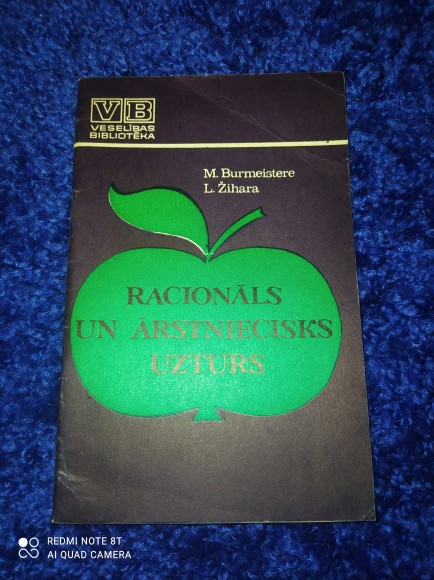 VB
VESELĪBAS
BIBLIOTĒKA
M. Burmeistere
L. Žihara
RACIONĀLS
UN ĀRSTNIECISKS
UZTURS
REDMI NOTE 8T
AI QUAD CAMERA